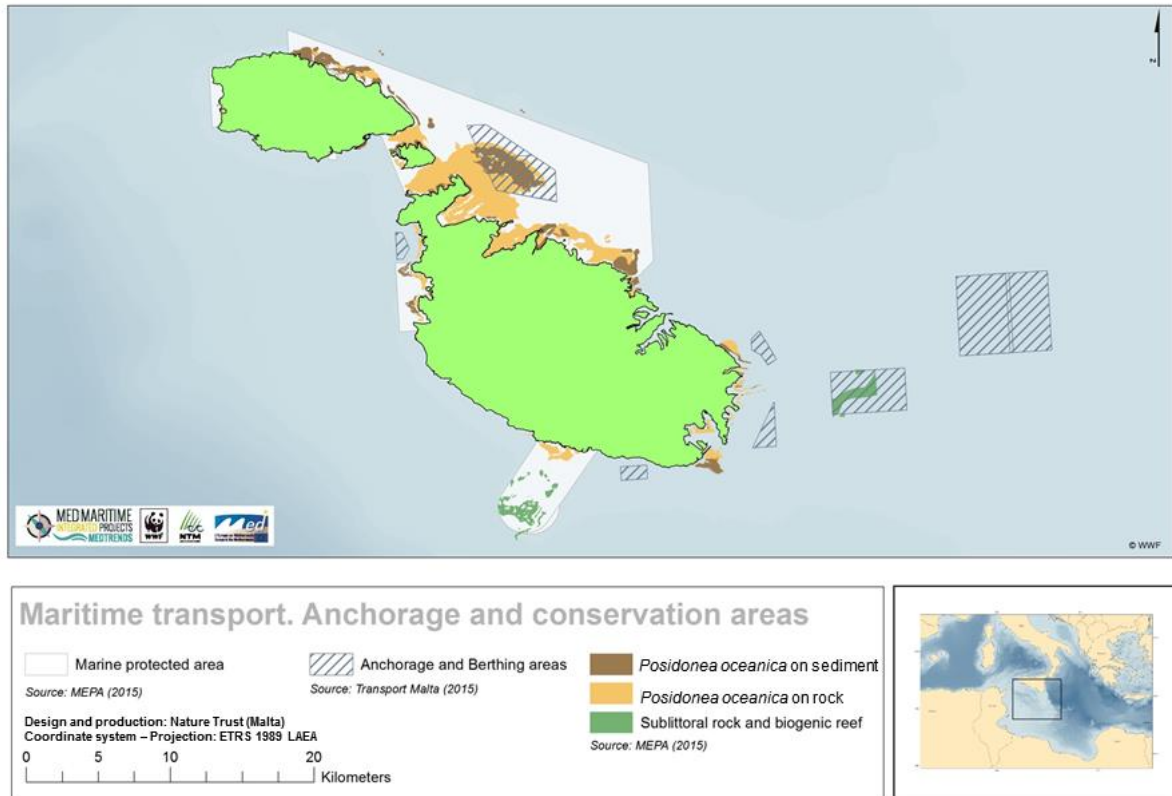 N
MEDMARITIME
INTEGRATED PROJECTS
MEDTRENDS
WWF
NTM
Med
© WWF
Maritime transport. Anchorage and conservation areas
Marine protected area
Source: MEPA (2015)
Anchorage and Berthing areas
Source: Transport Malta (2015)
Posidonea oceanica on sediment
Posidonea oceanica on rock
Sublittoral rock and biogenic reef
Source: MEPA (2015)
Design and production: Nature Trust (Malta)
Coordinate system – Projection: ETRS 1989 LAEA
0 5 10 20
Kilometers